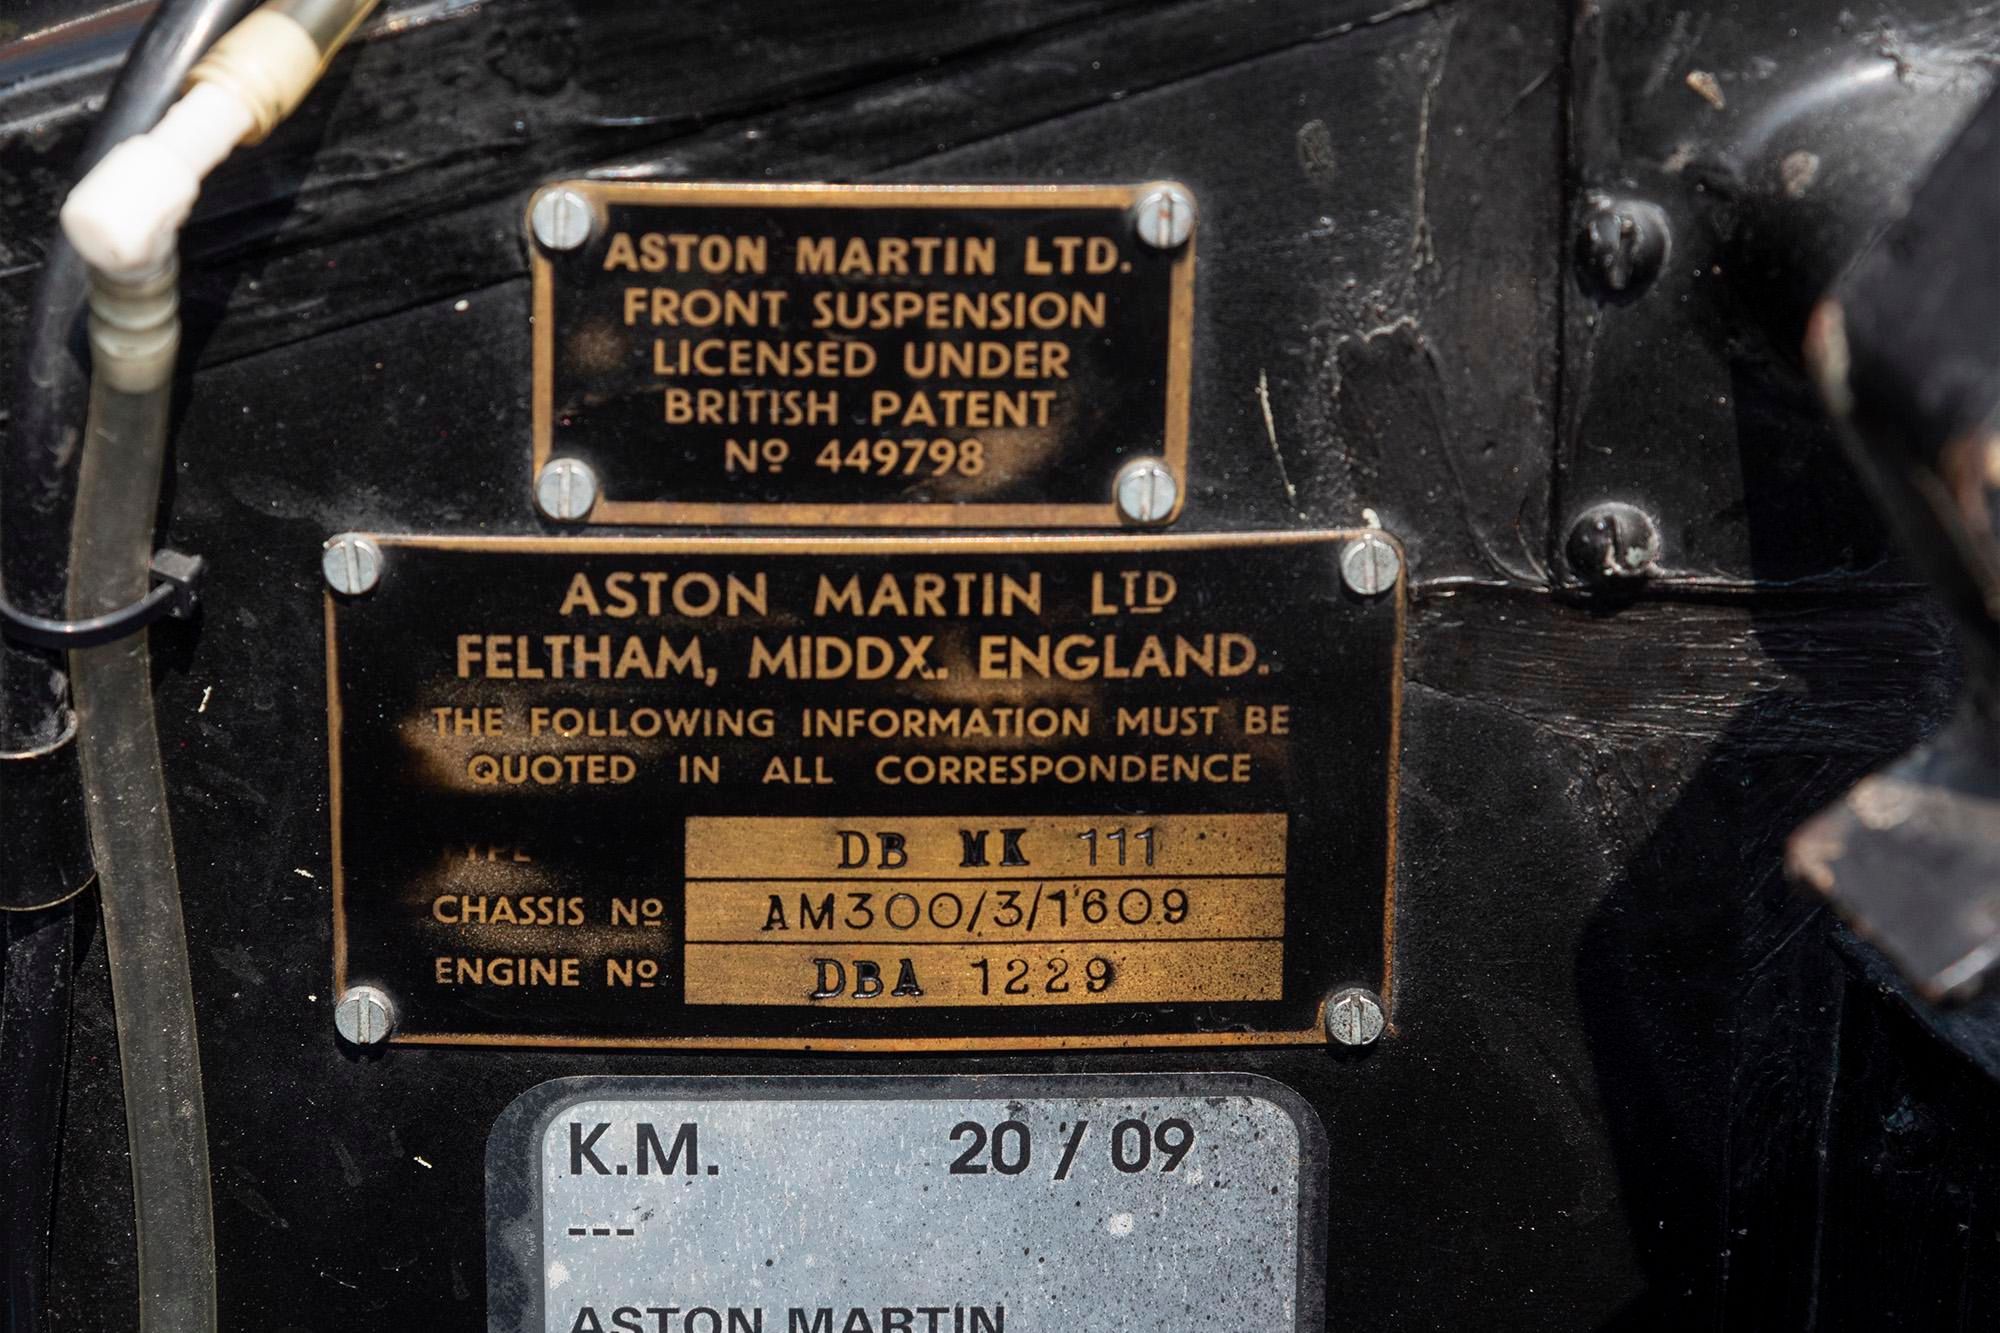 ASTON MARTIN LTD.
FRONT SUSPENSION
LICENSED UNDER
BRITISH PATENT
Nº 449798
ASTON MARTIN LTD
FELTHAM, MIDDX. ENGLAND.
THE FOLLOWING INFORMATION MUST BE
QUOTED IN ALL CORRESPONDENCE
TYPE DB MK 111
CHASSIS Nº AM300/3/1609
ENGINE Nº DBA 1229
K.M. 20 / 09
---
ASTON MARTIN